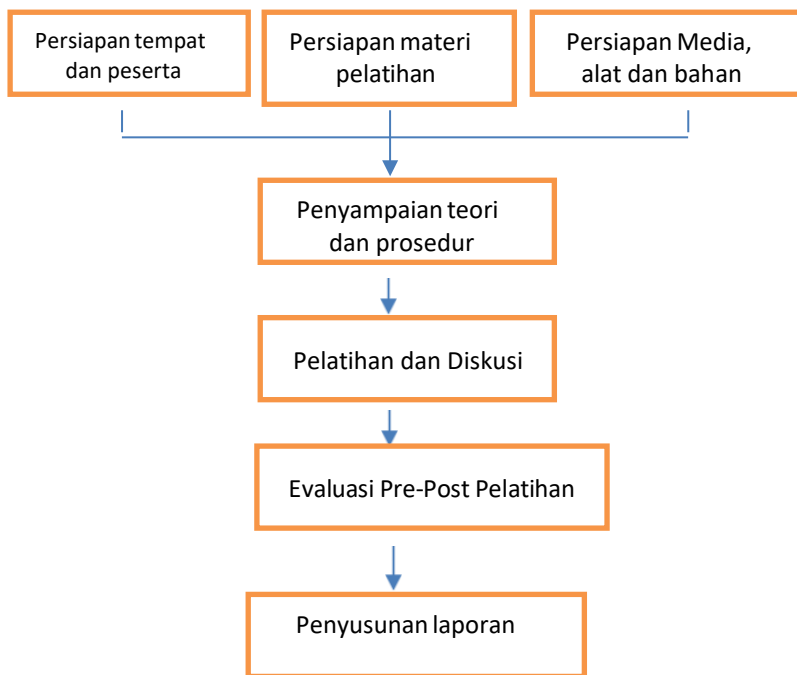 Persiapan tempat
dan peserta
Persiapan materi
pelatihan
Persiapan Media,
alat dan bahan
Penyampaian teori
dan prosedur
Pelatihan dan Diskusi
Evaluasi Pre-Post Pelatihan
Penyusunan laporan